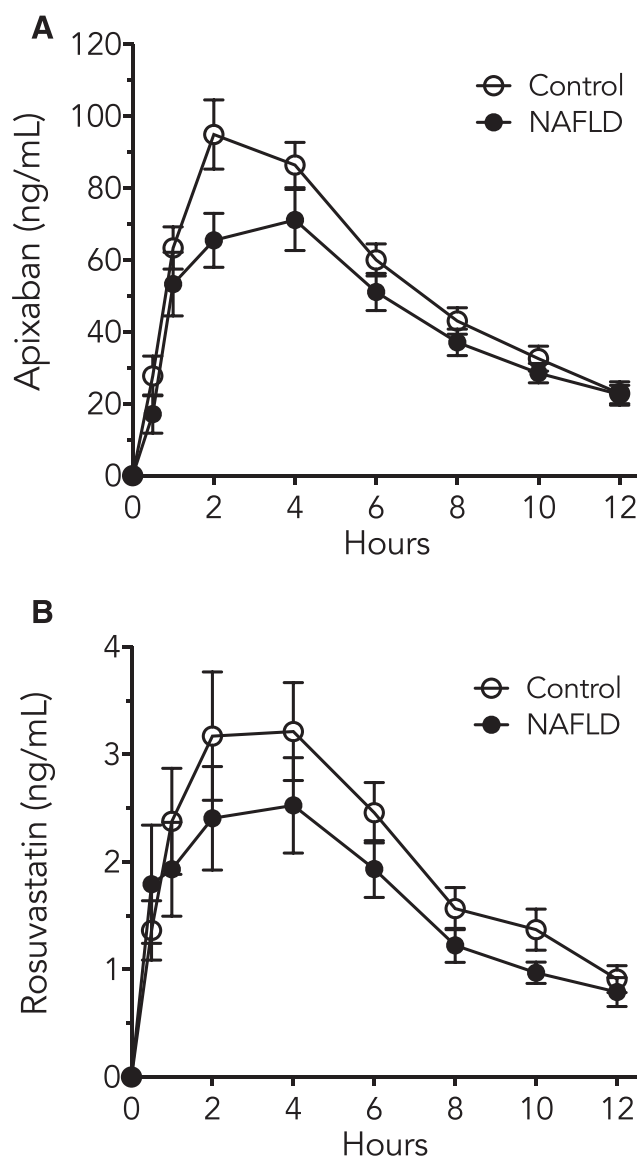 A
Apixaban (ng/mL)
120
100
80
60
40
20
0
Control
NAFLD
0 2 4 6 8 10 12
Hours
B
Rosuvastatin (ng/mL)
4
3
2
1
0
Control
NAFLD
0 2 4 6 8 10 12
Hours